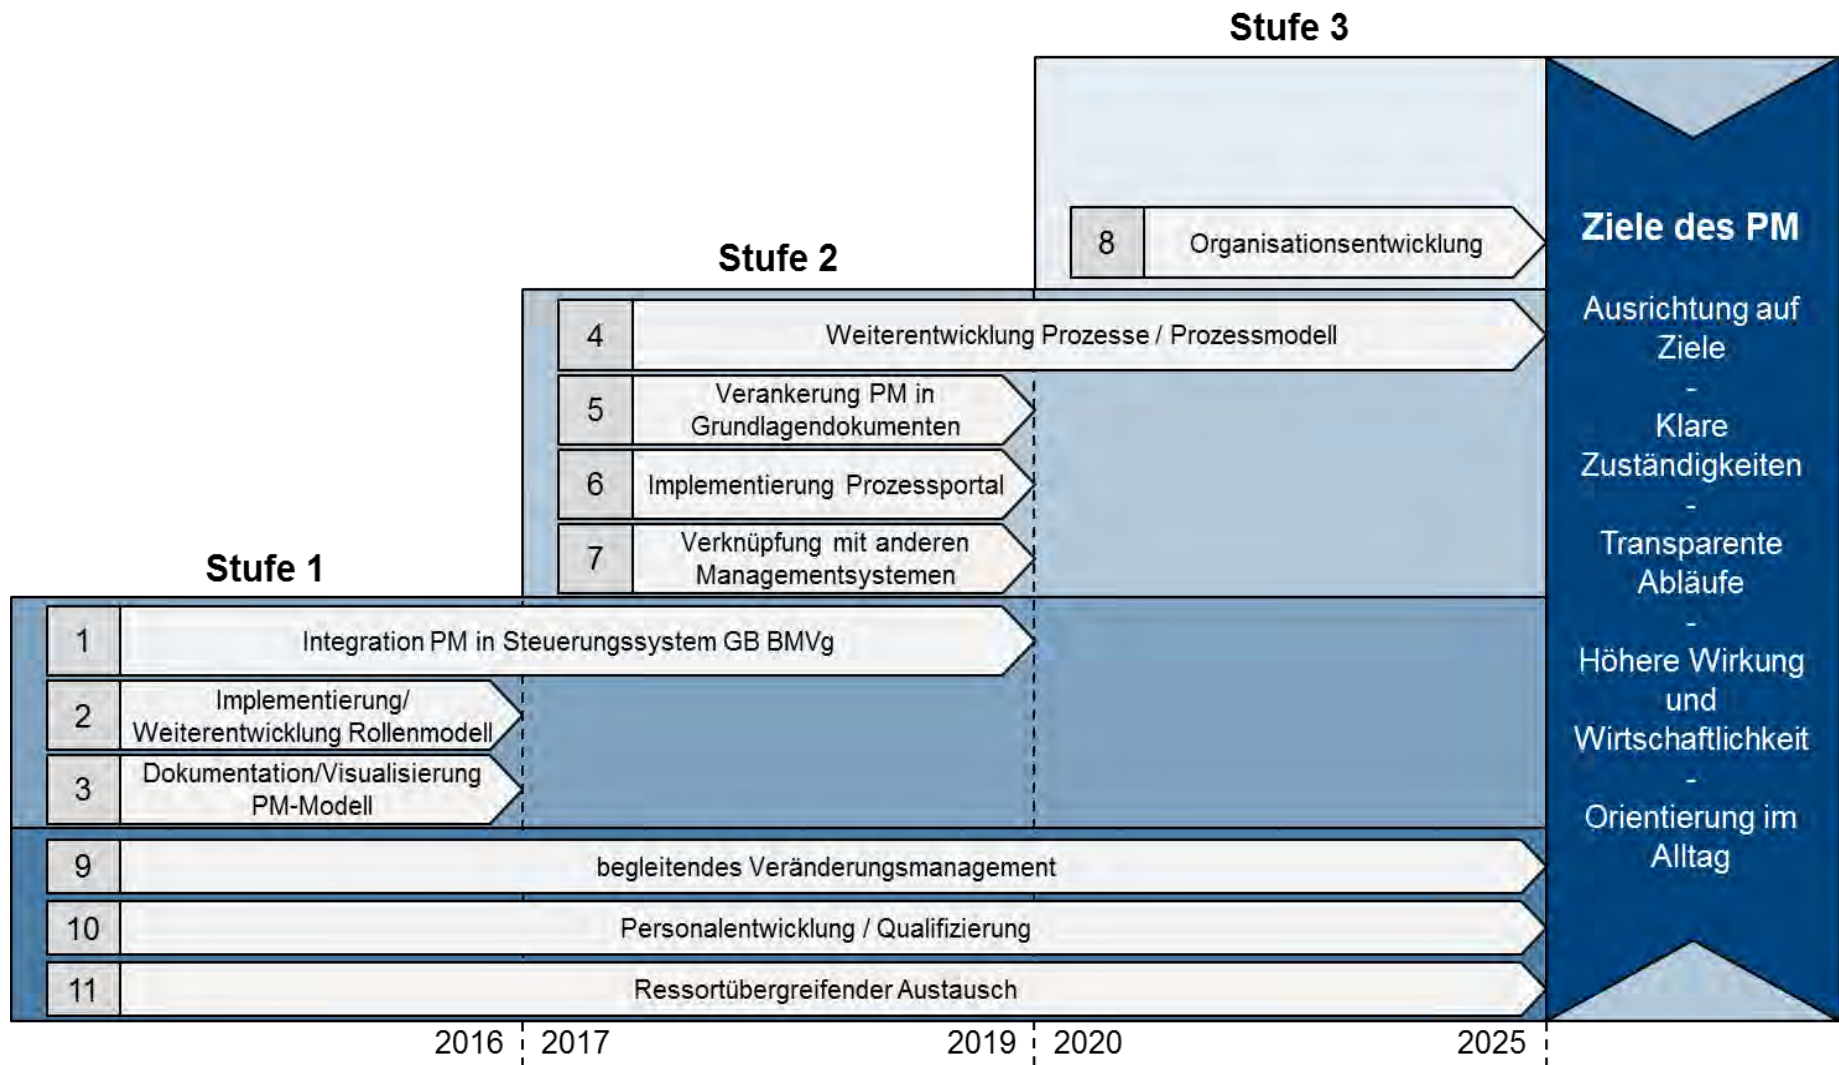 Stufe 3
8
Organisationsentwicklung
Stufe 2
4
Weiterentwicklung Prozesse / Prozessmodell
5
Verankerung PM in
Grundlagendokumenten
6
Implementierung Prozessportal
7
Verknüpfung mit anderen
Managementsystemen
Stufe 1
1
Integration PM in Steuerungssystem GB BMVg
2
Implementierung/
Weiterentwicklung Rollenmodell
3
Dokumentation/Visualisierung
PM-Modell
9
begleitendes Veränderungsmanagement
10
Personalentwicklung / Qualifizierung
11
Ressortübergreifender Austausch
2016
2017
2019
2020
2025
Ziele des PM
Ausrichtung auf
Ziele
-
Klare
Zuständigkeiten
-
Transparente
Abläufe
-
Höhere Wirkung
und
Wirtschaftlichkeit
-
Orientierung im
Alltag